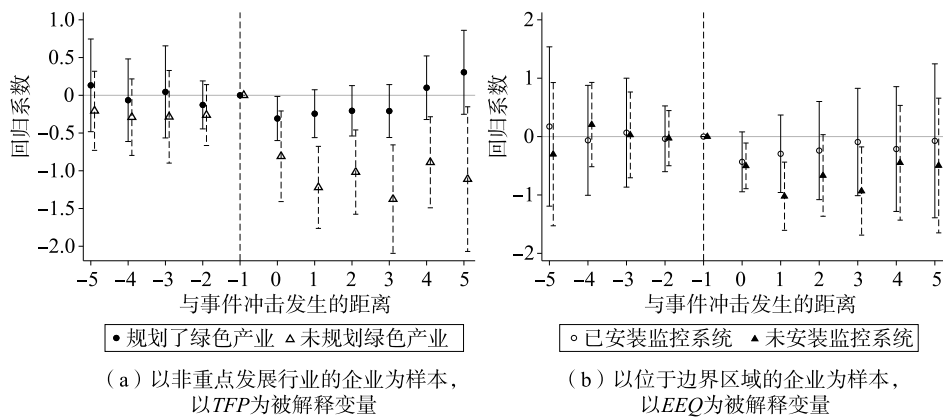 1.0
0.5
0
−0.5
−1.0
−1.5
−2.0
回归系数
−5 −4 −3 −2 −1 0 1 2 3 4 5
与事件冲击发生的距离
规划了绿色产业 未规划绿色产业
（a）以非重点发展行业的企业为样本，
以TFP为被解释变量
2
1
0
−1
−2
回归系数
−5 −4 −3 −2 −1 0 1 2 3 4 5
与事件冲击发生的距离
已安装监控系统 未安装监控系统
（b）以位于边界区域的企业为样本，
以EEQ为被解释变量